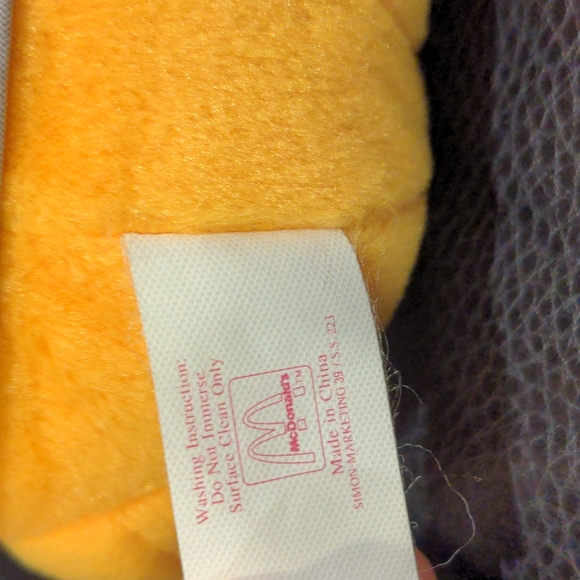 Washing Instruction:
Do Not Immerse
Surface Clean Only
McDonald's TM
Made in China
SIMON MARKETING 39 / S.S. 223